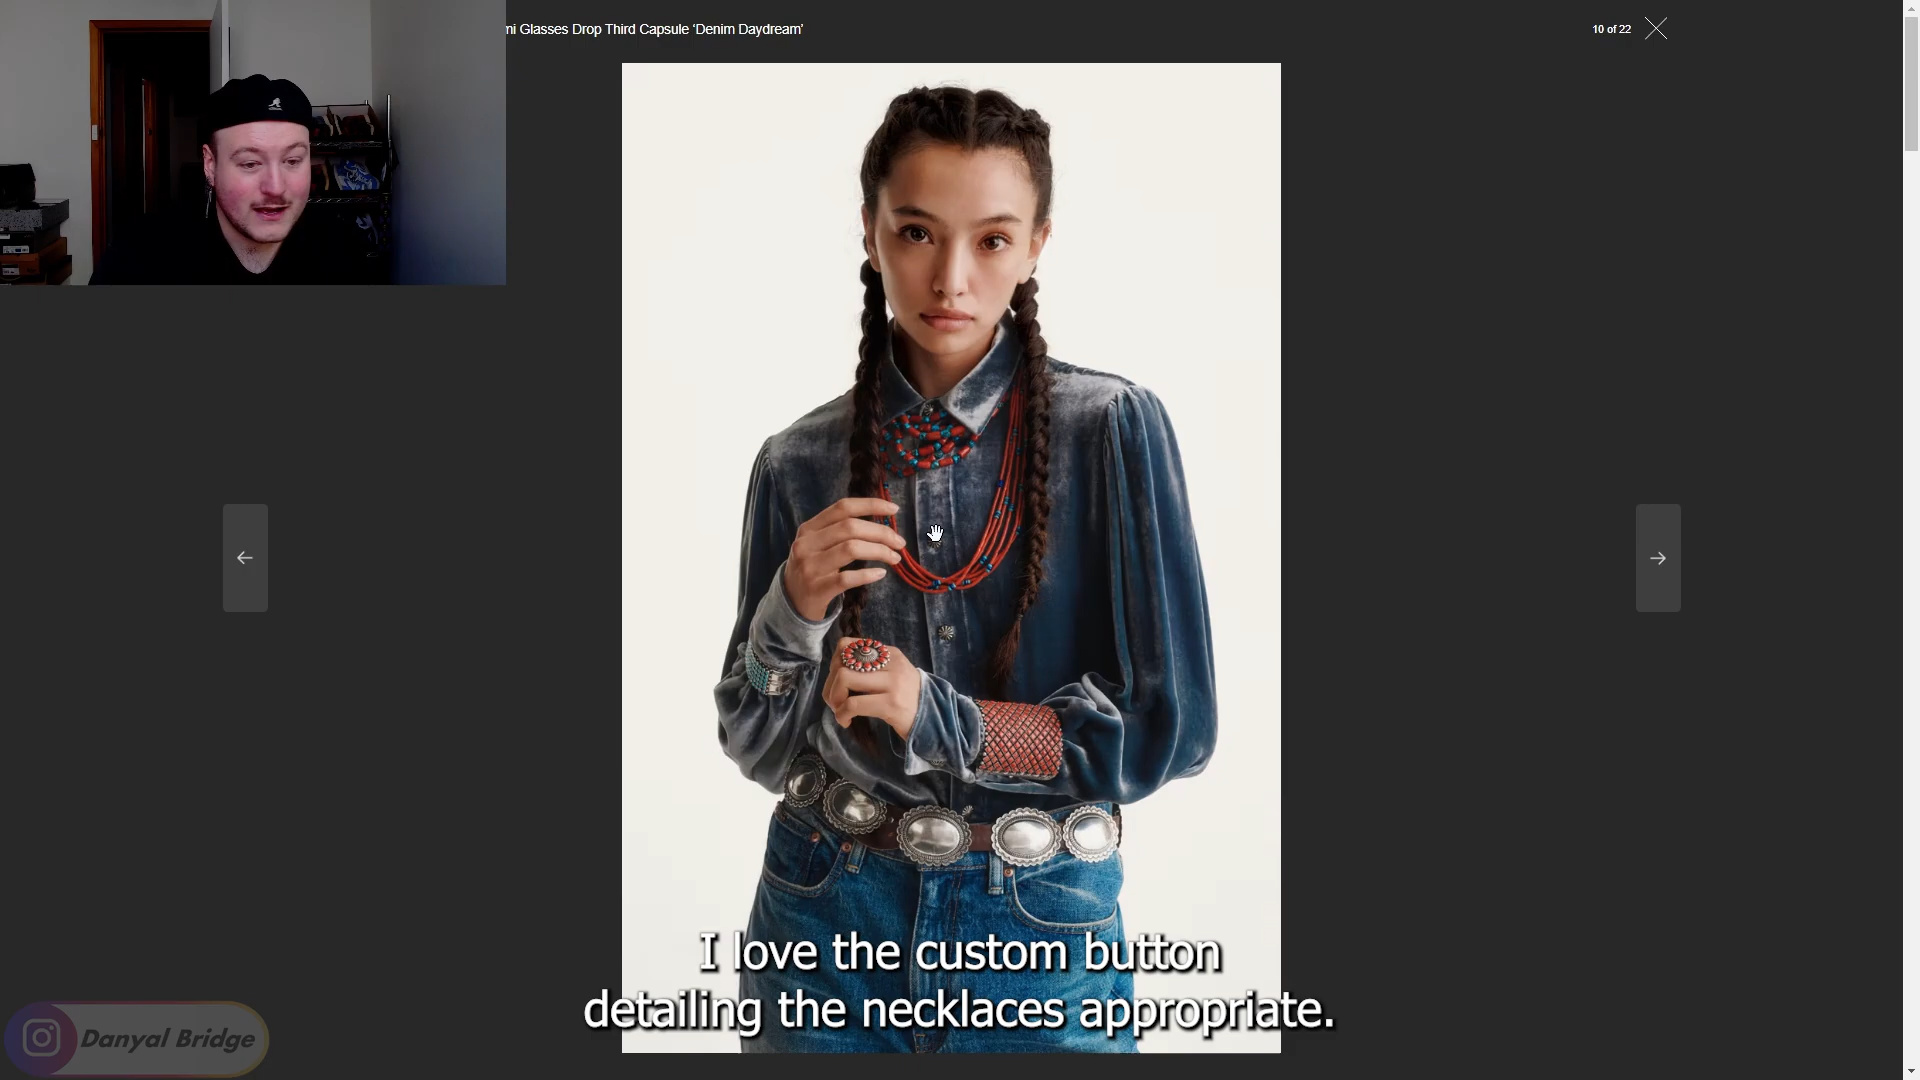 mi Glasses Drop Third Capsule ‘Denim Daydream’
10 of 22
I love the custom button
detailing the necklaces appropriate.
Danyal Bridge